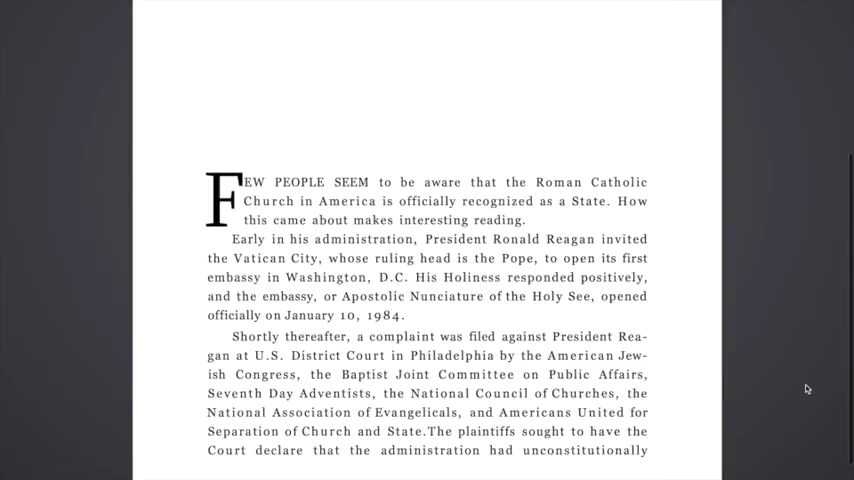 FEW PEOPLE SEEM to be aware that the Roman Catholic
Church in America is officially recognized as a State. How
this came about makes interesting reading.
Early in his administration, President Ronald Reagan invited
the Vatican City, whose ruling head is the Pope, to open its first
embassy in Washington, D.C. His Holiness responded positively,
and the embassy, or Apostolic Nunciature of the Holy See, opened
officially on January 10, 1984.
Shortly thereafter, a complaint was filed against President Rea-
gan at U.S. District Court in Philadelphia by the American Jew-
ish Congress, the Baptist Joint Committee on Public Affairs,
Seventh Day Adventists, the National Council of Churches, the
National Association of Evangelicals, and Americans United for
Separation of Church and State.The plaintiffs sought to have the
Court declare that the administration had unconstitutionally